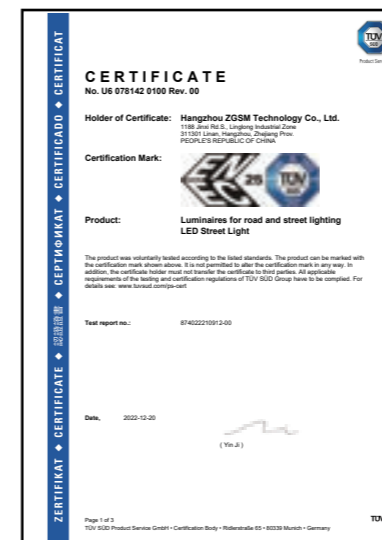 ZERTIFIKAT ◆ CERTIFICATE ◆ 認證證書 ◆ СЕРТИФИКАТ ◆ CERTIFICADO ◆ CERTIFICAT
TÜV
SÜD
Product Servi
CERTIFICATE
No. U6 078142 0100 Rev. 00
Holder of Certificate: Hangzhou ZGSM Technology Co., Ltd.
1188 Jinxi Rd.S., Linglong Industrial Zone
311301 Linan, Hangzhou, Zhejiang Prov.
PEOPLE'S REPUBLIC OF CHINA
Certification Mark:
25
TÜV
SÜD
Product: Luminaires for road and street lighting
LED Street Light
The product was voluntarily tested according to the listed standards. The product can be marked with
the certification mark shown above. It is not permitted to alter the certification mark in any way. In
addition, the certificate holder must not transfer the certificate to third parties. All applicable
requirements of the testing and certification regulations of TÜV SÜD Group have to be complied. For
details see: www.tuvsud.com/ps-cert
Test report no.: 874022210912-00
Date, 2022-12-20
( Yin Ji )
Page 1 of 3
TÜV SÜD Product Service GmbH • Certification Body • Ridlerstraße 65 • 80339 Munich • Germany
TÜV